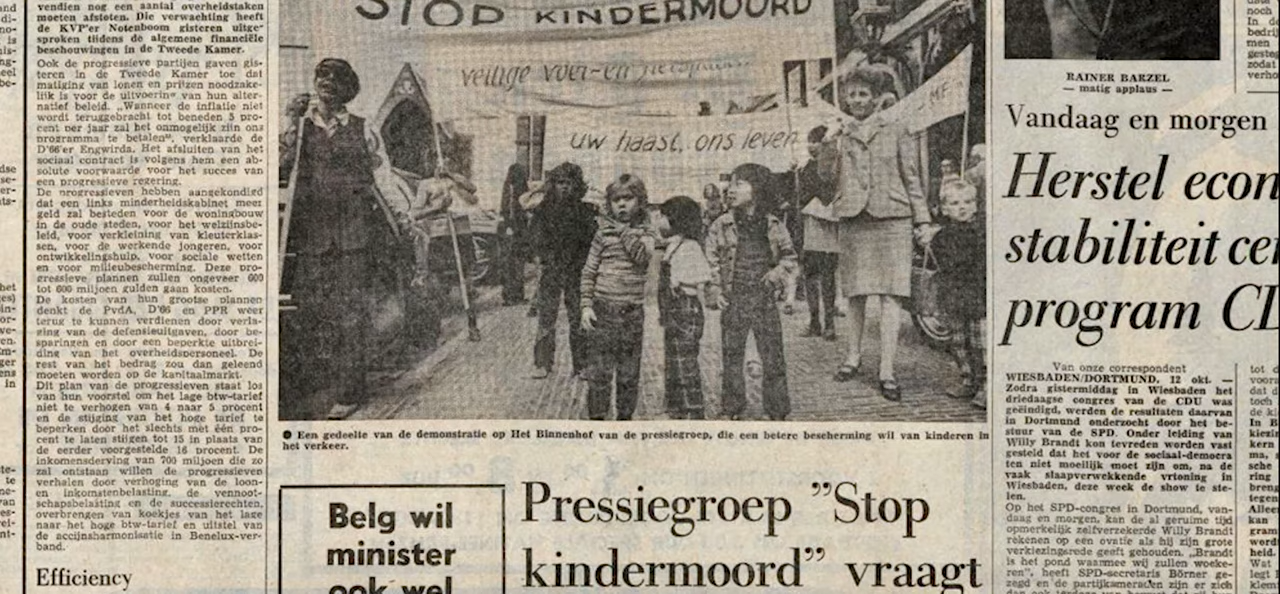 vendien nog een aantal overheidstaken
moeten afstoten. Die verwachting heeft
de KVP'er Notenboom gisteren uitge-
sproken tijdens de algemene financiële
beschouwingen in de Tweede Kamer.
Ook de progressieve partijen gaven gis-
teren in de Tweede Kamer toe dat
matiging van lonen en prijzen noodzake-
lijk is voor de uitvoering van hun alter-
natief beleid. „Wanneer de inflatie niet
wordt teruggebracht tot beneden 5 pro-
cent per jaar zal het onmogelijk zijn ons
programma te betalen", verklaarde de
D'66'er Engwirda. Het afsluiten van het
sociaal contract is volgens hem een ab-
solute voorwaarde voor het succes van
een progressieve regering.
De progressieven hebben aangekondigd
dat een links minderheidskabinet meer
geld zal besteden voor de woningbouw
in de oude steden, voor het welzijnsbe-
leid, voor verkleining van kleuterklas-
sen, voor de werkende jongeren, voor
ontwikkelingshulp, voor sociale wetten
en voor milieubescherming. Deze pro-
gressieve plannen zullen ongeveer 600
tot 600 miljoen gulden gaan kosten.
De kosten van hun grootse plannen
denkt de PvdA, D'66 en PPR weer
terug te kunnen verdienen door verla-
ging van de defensieuitgaven, door be-
sparingen en door een beperkte uitbrei-
ding van het overheidspersoneel. De
rest van het bedrag zou dan geleend
moeten worden op de kapitaalmarkt.
Dit plan van de progressieven staat los
van hun voorstel om het lage btw-tarief
niet te verhogen van 4 naar 5 procent
en de stijging van het hoge tarief te
beperken door het slechts met één pro-
cent te laten stijgen tot 15 in plaats van
de eerder voorgestelde 16 procent. De
inkomensderving van 700 miljoen die zo
zal ontstaan willen de progressieven
verhalen door verhoging van de loon-
en inkomstenbelasting, de vennoot-
schapsbelasting en de successierechten,
overbrengen van koekjes van het lage
naar het hoge btw-tarief en uitstel van
de accijnsharmonisatie in Benelux-ver-
band.
Efficiency
STOP KINDERMOORD
veilige voet-en fietspaden
uw haast, ons leven
● Een gedeelte van de demonstratie op Het Binnenhof van de pressiegroep, die een betere bescherming wil van kinderen in
het verkeer.
Belg wil
minister
ook wel
Pressiegroep ”Stop
kindermoord” vraagt
RAINER BARZEL
— matig applaus —
Vandaag en morgen
Herstel econ
stabiliteit cen
program CD
Van onze correspondent
WIESBADEN/DORTMUND, 12 okt. —
Zodra gistermiddag in Wiesbaden het
driedaagse congres van de CDU was
geëindigd, werden de resultaten daarvan
in Dortmund onderzocht door het be-
stuur van de SPD. Onder leiding van
Willy Brandt kon tevreden worden vast
gesteld dat het voor de sociaal-democra
ten niet moeilijk moet zijn om, na de
vaak slaapverwekkende vrtoning in
Wiesbaden, deze week de show te ste-
len.
Op het SPD-congres in Dortmund, van-
daag en morgen, kan de al geruime tijd
opmerkelijk zelfverzekerde Willy Brandt
rekenen op een ovatie als hij zijn grote
verkiezingsrede geeft gehouden. „Brandt
is het pond waarmee wij zullen woeke-
ren", heeft SPD-secretaris Börner ge-
zegd en de partijkameraden zijn er zich